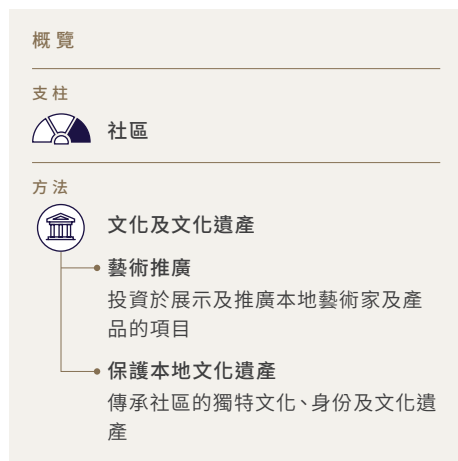 概覽
支柱
社區
方法
文化及文化遺產
藝術推廣
投資於展示及推廣本地藝術家及產
品的項目
保護本地文化遺產
傳承社區的獨特文化、身份及文化遺
產